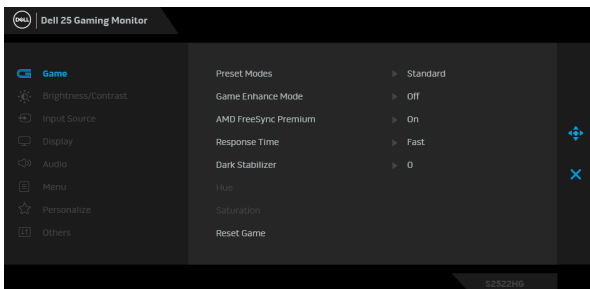 DELL
Dell 25 Gaming Monitor
Game
Brightness/Contrast
Input Source
Display
Audio
Menu
Personalize
Others
Preset Modes Standard
Game Enhance Mode Off
AMD FreeSync Premium On
Response Time Fast
Dark Stabilizer 0
Hue
Saturation
Reset Game
S2522HG